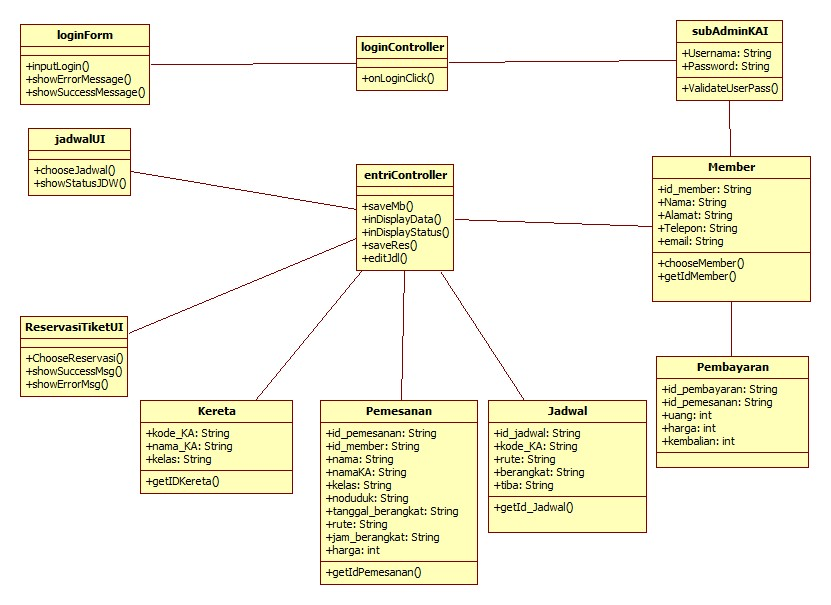 loginForm
+inputLogin()
+showErrorMessage()
+showSuccessMessage()
loginController
+onLoginClick()
subAdminKAI
+Usernama: String
+Password: String
+ValidateUserPass()
jadwalUI
+chooseJadwal()
+showStatusJDW()
entriController
+saveMb()
+inDisplayData()
+inDisplayStatus()
+saveRes()
+editJdl()
Member
+id_member: String
+Nama: String
+Alamat: String
+Telepon: String
+email: String
+chooseMember()
+getIdMember()
ReservasiTiketUI
+ChooseReservasi()
+showSuccessMsg()
+showErrorMsg()
Pembayaran
+id_pembayaran: String
+id_pemesanan: String
+uang: int
+harga: int
+kembalian: int
Kereta
+kode_KA: String
+nama_KA: String
+kelas: String
+getIDKereta()
Pemesanan
+id_pemesanan: String
+id_member: String
+nama: String
+namaKA: String
+kelas: String
+noduduk: String
+tanggal_berangkat: String
+rute: String
+jam_berangkat: String
+harga: int
+getIdPemesanan()
Jadwal
+id_jadwal: String
+kode_KA: String
+rute: String
+berangkat: String
+tiba: String
+getId_Jadwal()